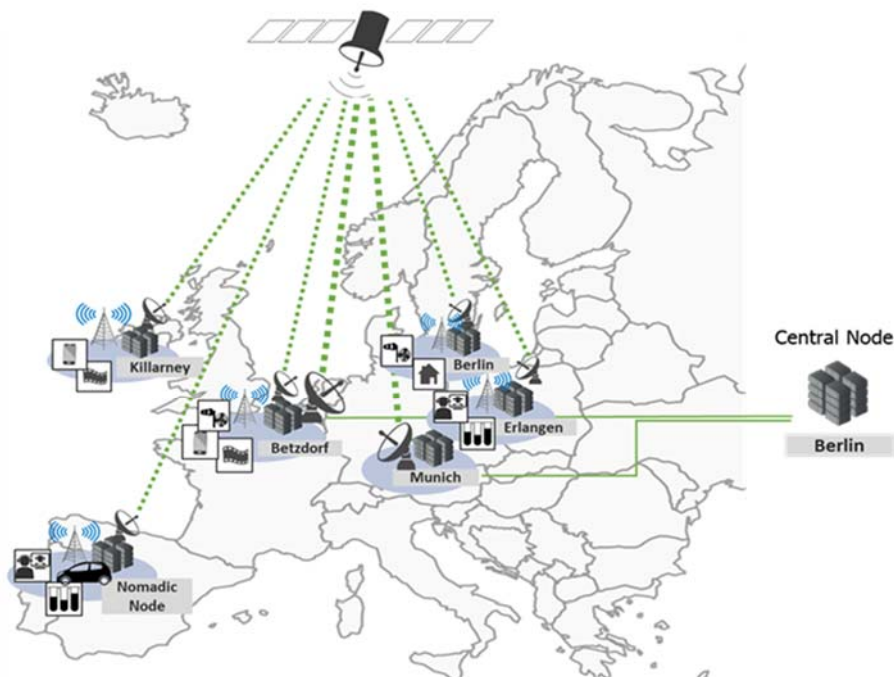 Central Node
Berlin
Killarney
Berlin
Betzdorf
Erlangen
Munich
Nomadic
Node